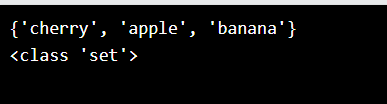 {'cherry', 'apple', 'banana'}
<class 'set'>